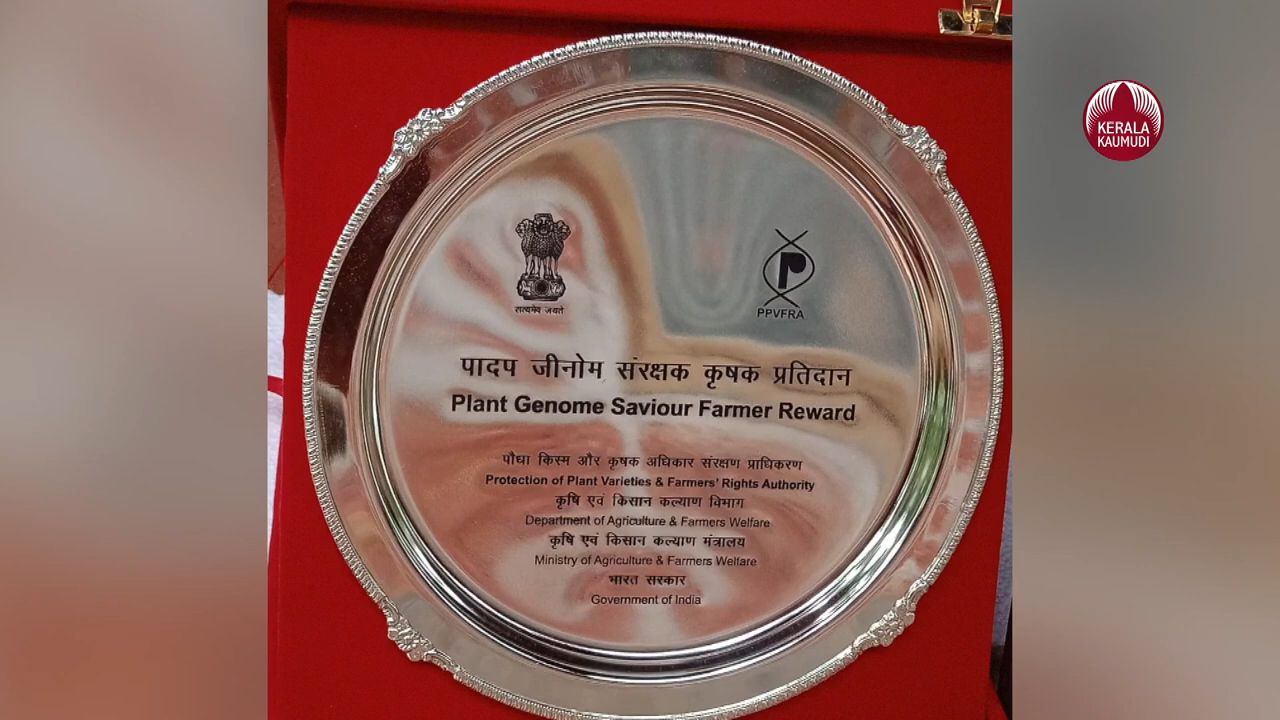 KERALA
KAUMUDI
सत्यमेव जयते
PPVFRA
पादप जीनोम संरक्षक कृषक प्रतिदान
Plant Genome Saviour Farmer Reward
पौधा किस्म और कृषक अधिकार संरक्षण प्राधिकरण
Protection of Plant Varieties & Farmers' Rights Authority
कृषि एवं किसान कल्याण विभाग
Department of Agriculture & Farmers Welfare
कृषि एवं किसान कल्याण मंत्रालय
Ministry of Agriculture & Farmers Welfare
भारत सरकार
Government of India